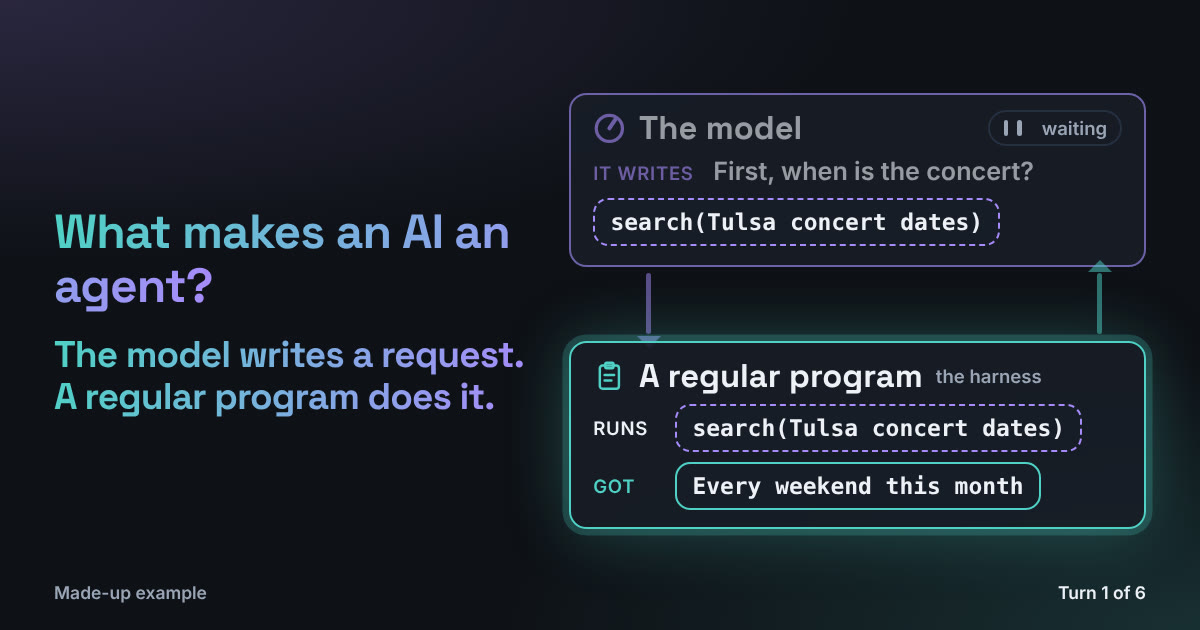 What makes an AI an
agent?
The model writes a request.
A regular program does it.
The model
waiting
IT WRITES First, when is the concert?
search(Tulsa concert dates)
A regular program the harness
RUNS search(Tulsa concert dates)
GOT Every weekend this month
Made-up example
Turn 1 of 6